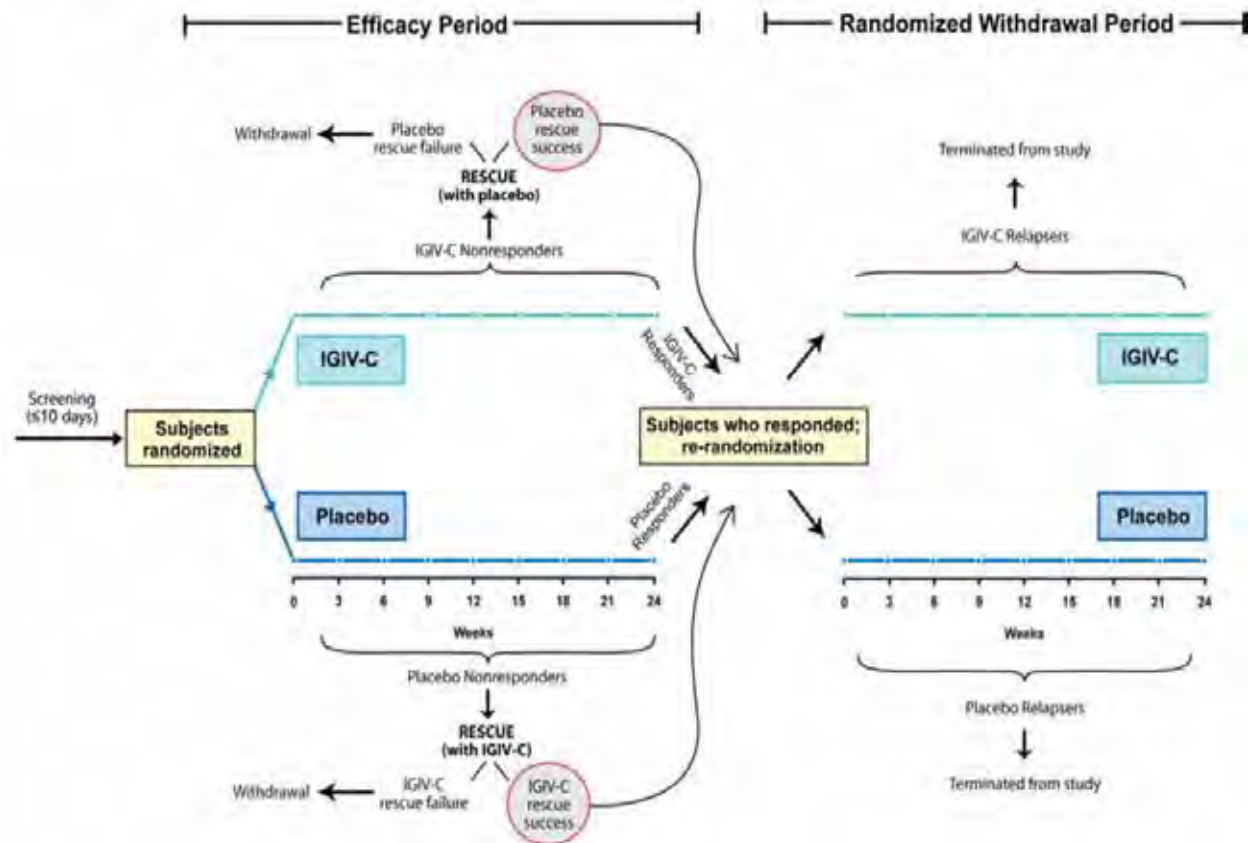 Efficacy Period
Randomized Withdrawal Period
Withdrawal
Placebo
rescue failure
Placebo
rescue
success
RESCUE
(with placebo)
IGIV-C Nonresponders
Terminated from study
IGIV-C Relapsers
IGIV-C
IGIV-C
Responders
IGIV-C
Screening
(≤10 days)
Subjects
randomized
Subjects who responded;
re-randomization
Placebo
Placebo
Responders
Placebo
0 3 6 9 12 15 18 21 24
Weeks
0 3 6 9 12 15 18 21 24
Weeks
Placebo Nonresponders
RESCUE
(with IGIV-C)
Withdrawal
IGIV-C
rescue failure
IGIV-C
rescue
success
Placebo Relapsers
Terminated from study